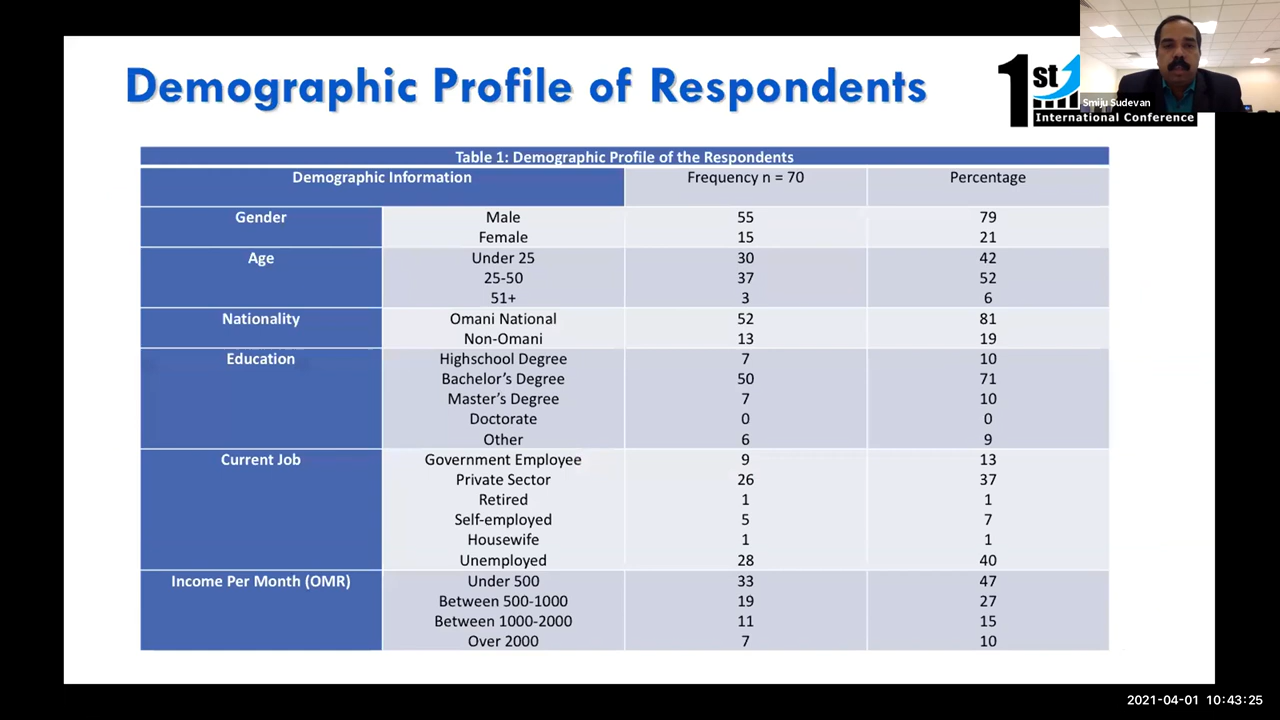 Demographic Profile of Respondents
1st
International Conference
Smiju Sudevan
Table 1: Demographic Profile of the Respondents
Demographic Information Frequency n = 70 Percentage
Gender Male 55 79
Female 15 21
Age Under 25 30 42
25-50 37 52
51+ 3 6
Nationality Omani National 52 81
Non-Omani 13 19
Education Highschool Degree 7 10
Bachelor's Degree 50 71
Master's Degree 7 10
Doctorate 0 0
Other 6 9
Current Job Government Employee 9 13
Private Sector 26 37
Retired 1 1
Self-employed 5 7
Housewife 1 1
Unemployed 28 40
Income Per Month (OMR) Under 500 33 47
Between 500-1000 19 27
Between 1000-2000 11 15
Over 2000 7 10
2021-04-01 10:43:25